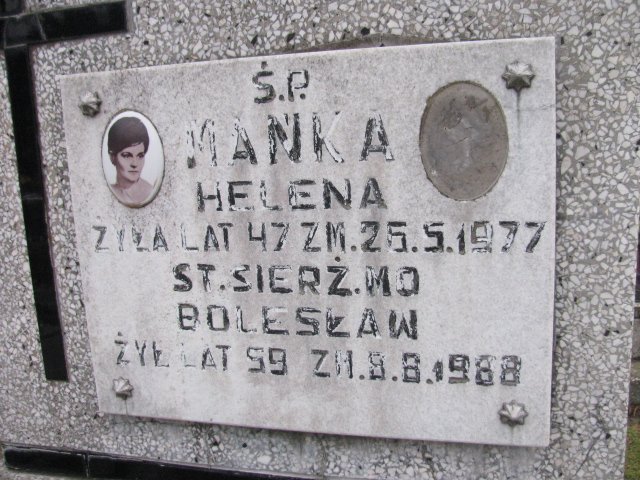 Ś.P.
MAŃKA
HELENA
ŻYŁA LAT 47 ZM. 25.5.1977
ST.SIERŻ.MO
BOLESŁAW
ŻYŁ LAT 59 ZM.8.8.1988